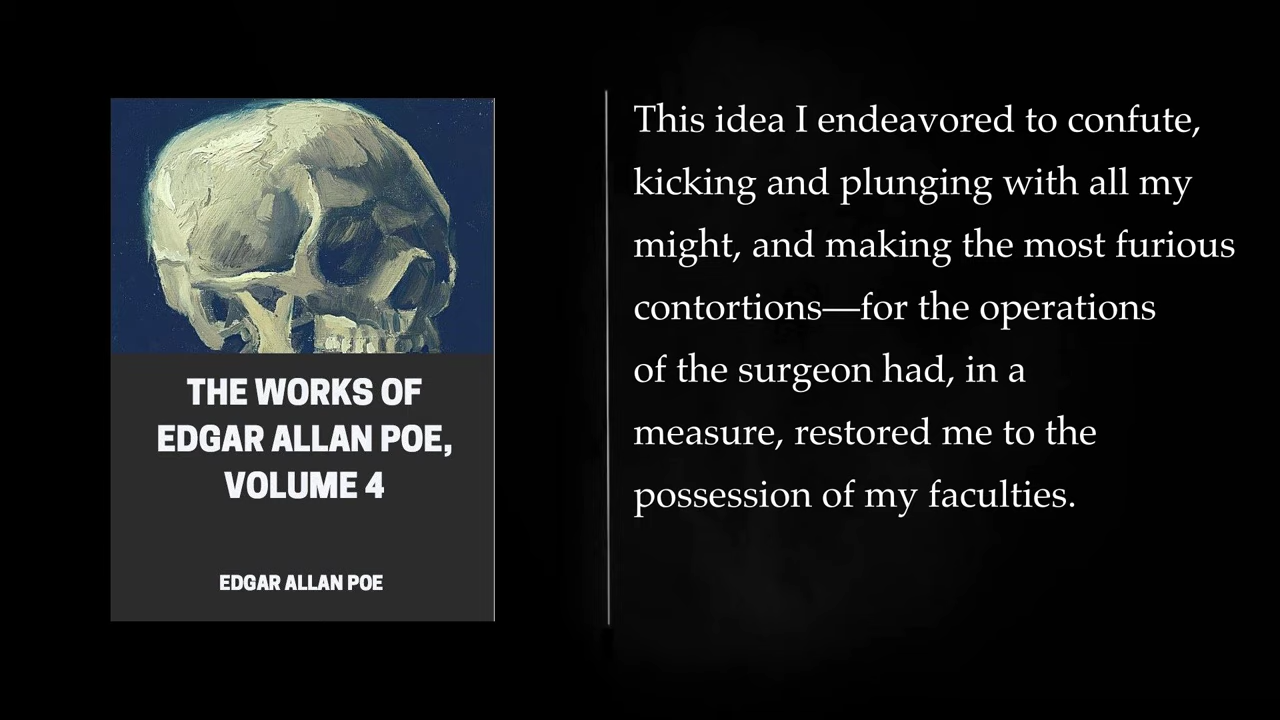 THE WORKS OF
EDGAR ALLAN POE,
VOLUME 4
EDGAR ALLAN POE
This idea I endeavored to confute,
kicking and plunging with all my
might, and making the most furious
contortions—for the operations
of the surgeon had, in a
measure, restored me to the
possession of my faculties.